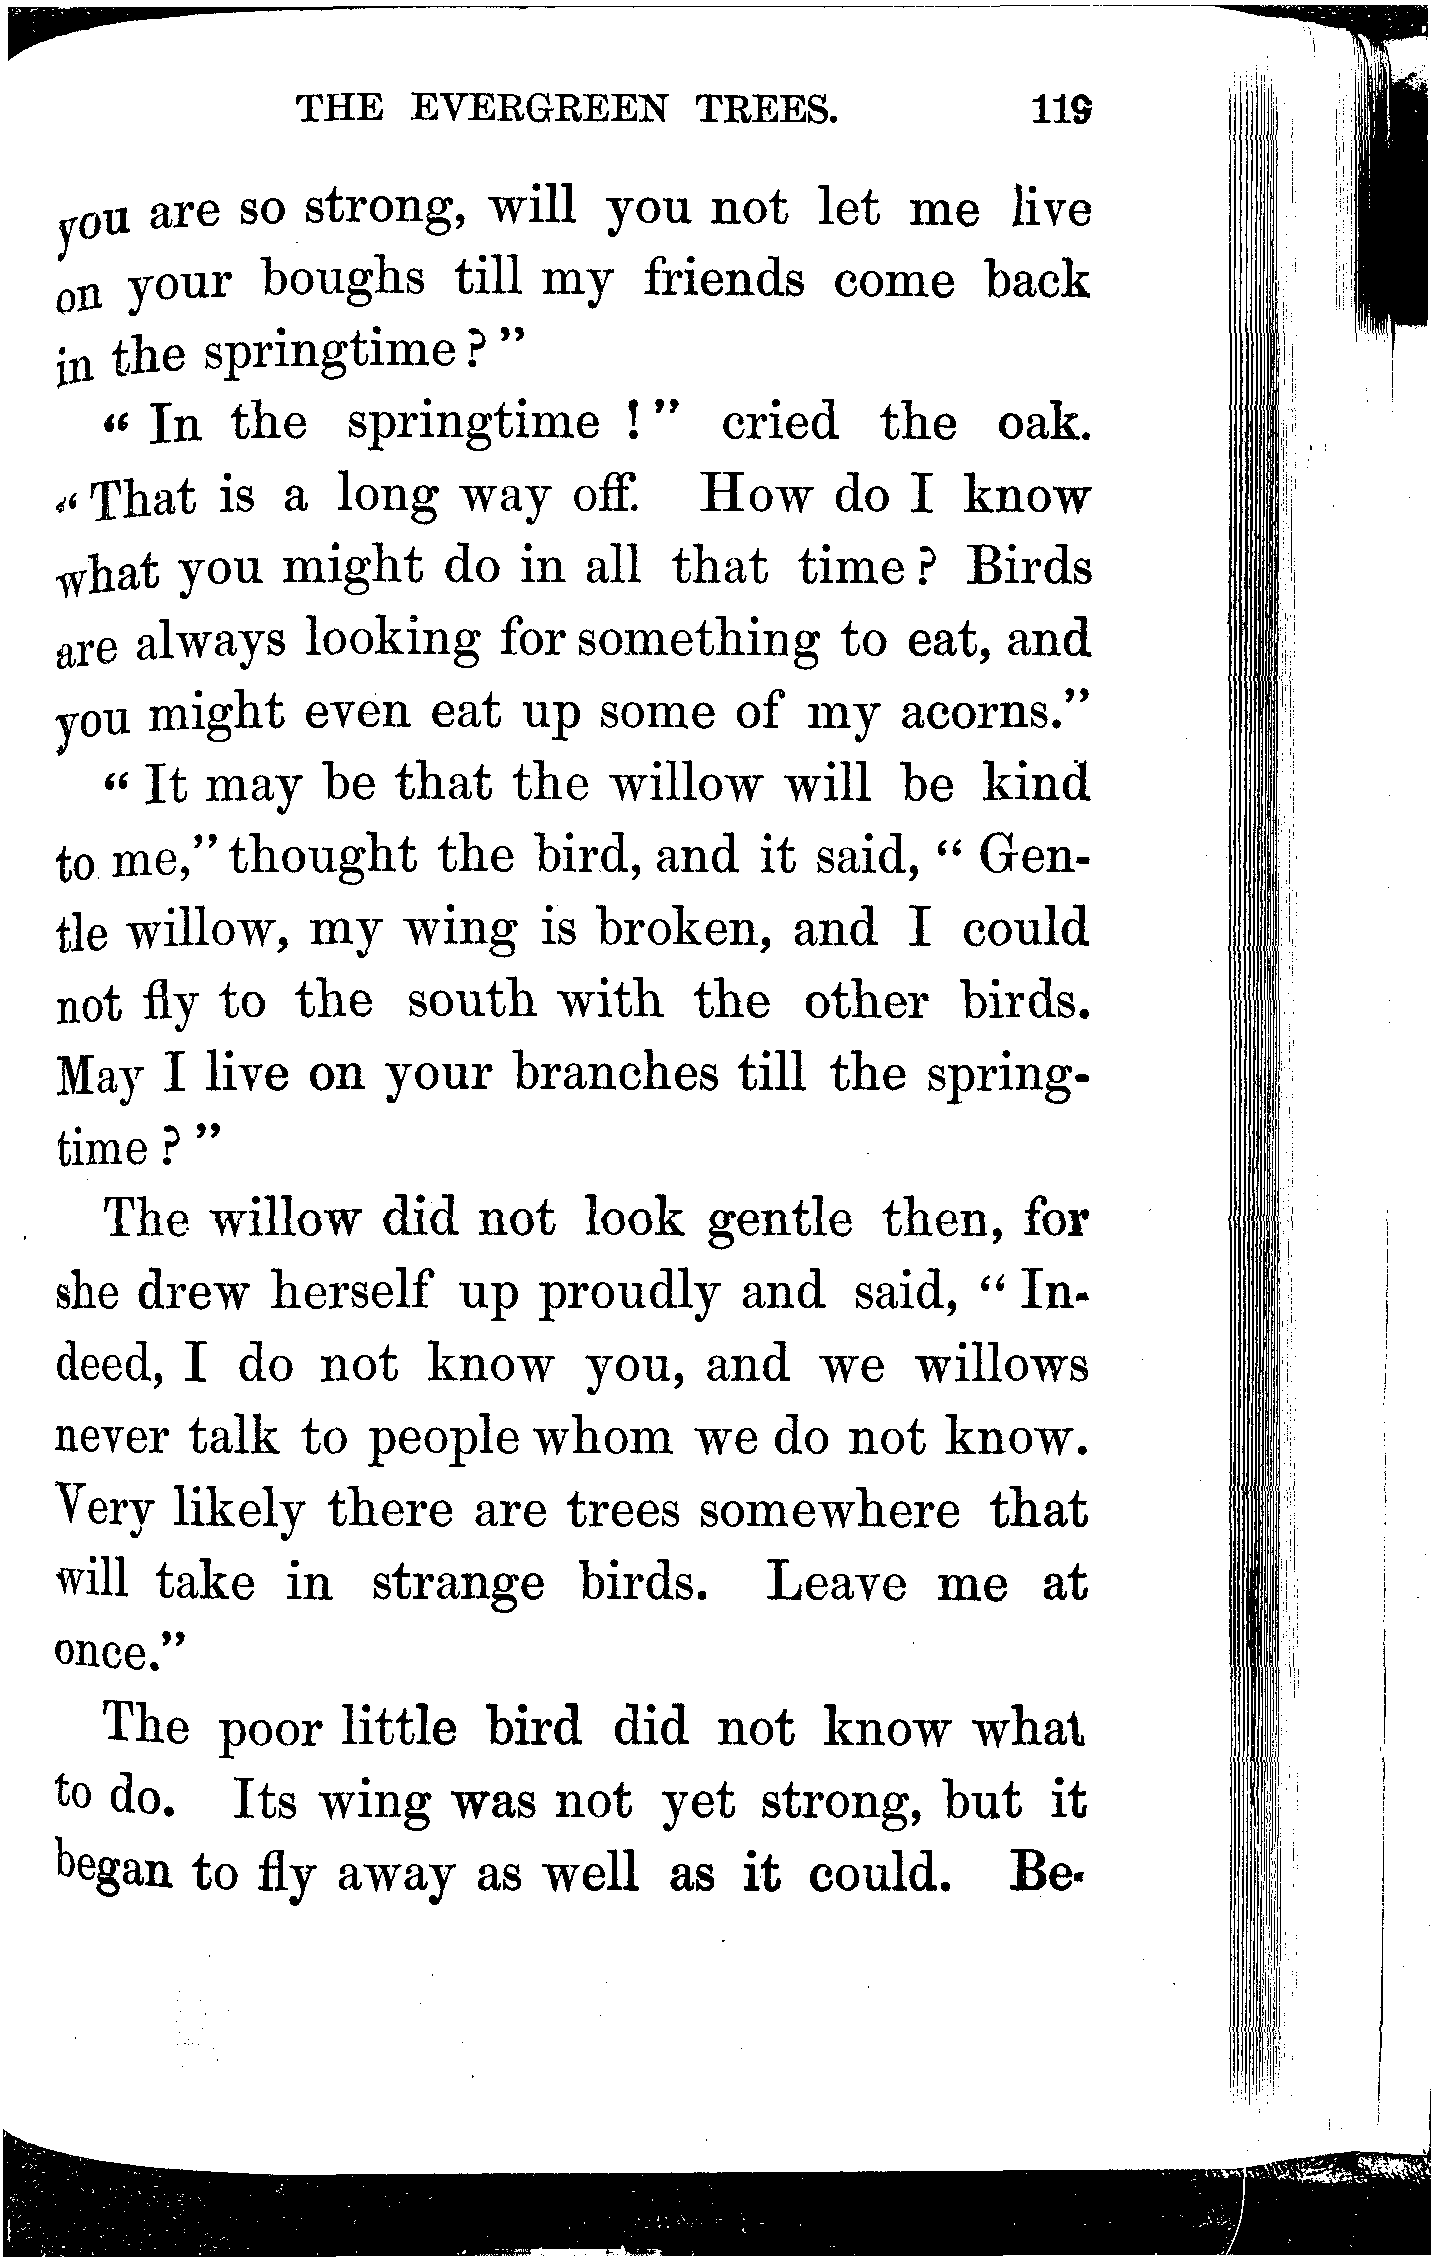 THE EVERGREEN TREES. 119
you are so strong, will you not let me live
on your boughs till my friends come back
in the springtime?"
"In the springtime!" cried the oak.
"That is a long way off. How do I know
what you might do in all that time? Birds
are always looking for something to eat, and
you might even eat up some of my acorns."
"It may be that the willow will be kind
to me," thought the bird, and it said, "Gen-
tle willow, my wing is broken, and I could
not fly to the south with the other birds.
May I live on your branches till the spring-
time?"
The willow did not look gentle then, for
she drew herself up proudly and said, "In-
deed, I do not know you, and we willows
never talk to people whom we do not know.
Very likely there are trees somewhere that
will take in strange birds. Leave me at
once."
The poor little bird did not know what
to do. Its wing was not yet strong, but it
began to fly away as well as it could. Be-